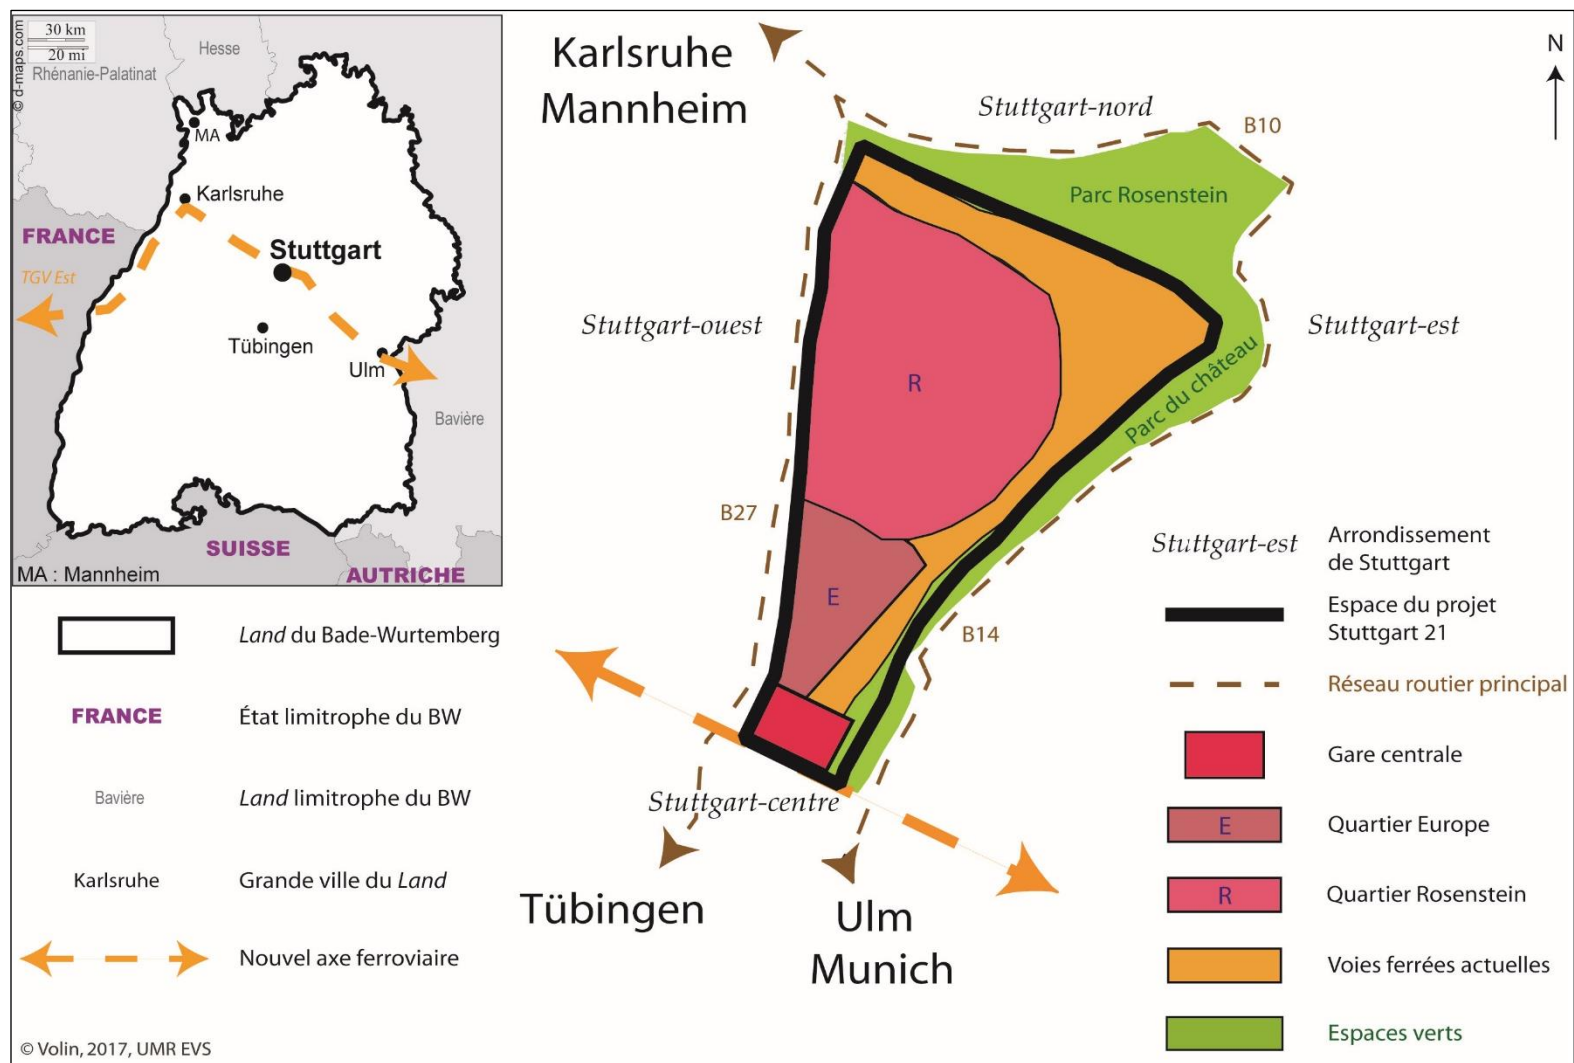 © d-maps.com
30 km
20 mi
Hesse
Rhénanie-Palatinat
MA
Karlsruhe
FRANCE
TGV Est
Stuttgart
Tübingen
Ulm
Bavière
SUISSE
AUTRICHE
MA : Mannheim
Land du Bade-Wurtemberg
FRANCE
État limitrophe du BW
Bavière
Land limitrophe du BW
Karlsruhe
Grande ville du Land
Nouvel axe ferroviaire
© Volin, 2017, UMR EVS
Karlsruhe
Mannheim
Stuttgart-nord
B10
N
Parc Rosenstein
Stuttgart-ouest
Stuttgart-est
R
Parc du château
B27
E
B14
Stuttgart-centre
Tübingen
Ulm
Munich
Stuttgart-est
Arrondissement
de Stuttgart
Espace du projet
Stuttgart 21
Réseau routier principal
Gare centrale
E
Quartier Europe
R
Quartier Rosenstein
Voies ferrées actuelles
Espaces verts